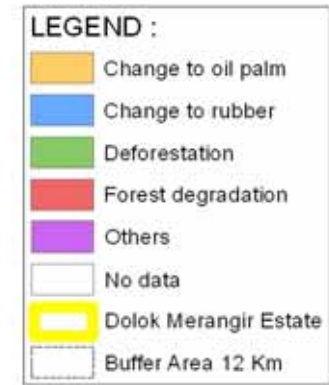 LEGEND :
Change to oil palm
Change to rubber
Deforestation
Forest degradation
Others
No data
Dolok Merangir Estate
Buffer Area 12 Km